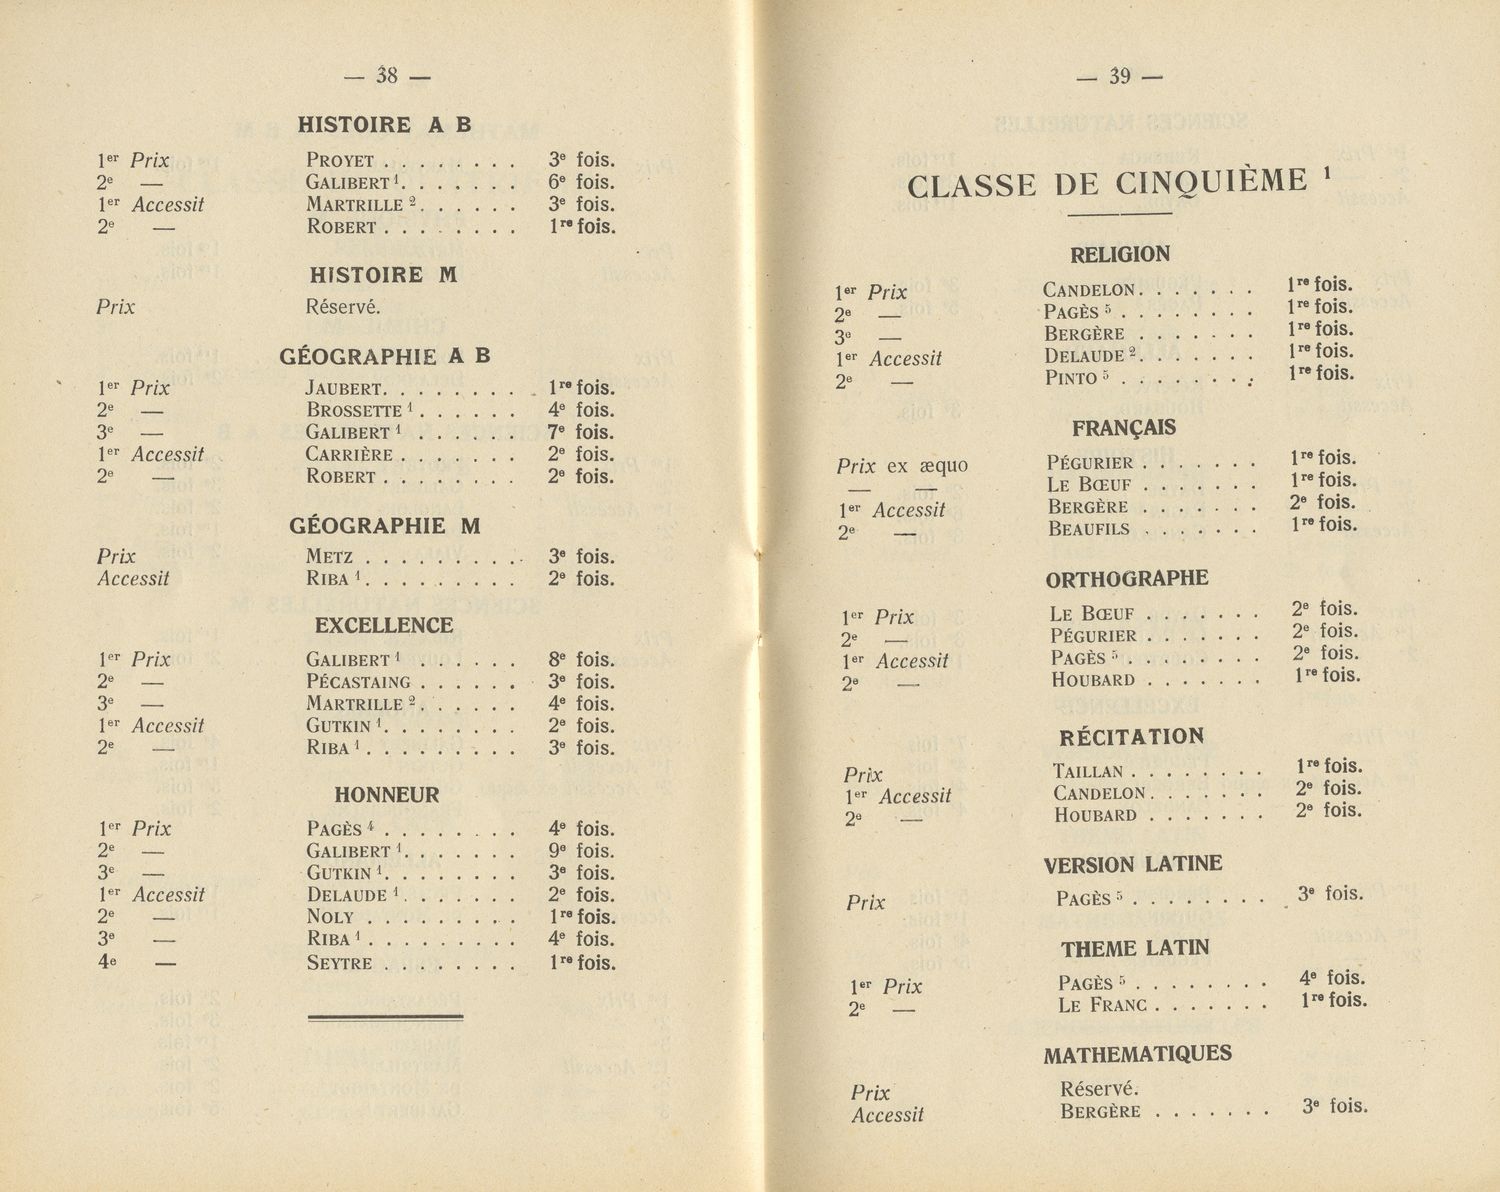 — 38 —
HISTOIRE A B
1er Prix PROYET . . . . . . . . 3e fois.
2e — GALIBERT 1. . . . . . . 6e fois.
1er Accessit MARTRILLE 2. . . . . . 3e fois.
2e — ROBERT . . . . . . . . 1re fois.
HISTOIRE M
Prix Réservé.
GÉOGRAPHIE A B
1er Prix JAUBERT. . . . . . . . 1re fois.
2e — BROSSETTE 1 . . . . . . 4e fois.
3e — GALIBERT 1 . . . . . . 7e fois.
1er Accessit CARRIÈRE . . . . . . . 2e fois.
2e — ROBERT . . . . . . . . 2e fois.
GÉOGRAPHIE M
Prix METZ . . . . . . . . . . 3e fois.
Accessit RIBA 1. . . . . . . . . 2e fois.
EXCELLENCE
1er Prix GALIBERT 1 . . . . . . 8e fois.
2e — PÉCASTAING . . . . . . 3e fois.
3e — MARTRILLE 2. . . . . . 4e fois.
1er Accessit GUTKIN 1. . . . . . . . 2e fois.
2e — RIBA 1. . . . . . . . . 3e fois.
HONNEUR
1er Prix PAGÈS 4 . . . . . . . . 4e fois.
2e — GALIBERT 1. . . . . . . 9e fois.
3e — GUTKIN 1. . . . . . . . 3e fois.
1er Accessit DELAUDE 1. . . . . . . 2e fois.
2e — NOLY . . . . . . . . . 1re fois.
3e — RIBA 1 . . . . . . . . . 4e fois.
4e — SEYTRE . . . . . . . . 1re fois.
— 39 —
CLASSE DE CINQUIÈME 1
RELIGION
1er Prix CANDELON. . . . . . . 1re fois.
2e — PAGÈS 5 . . . . . . . . 1re fois.
3e — BERGÈRE . . . . . . . 1re fois.
1er Accessit DELAUDE 2. . . . . . . 1re fois.
2e — PINTO 5 . . . . . . . . 1re fois.
FRANÇAIS
Prix ex æquo PÉGURIER . . . . . . . 1re fois.
— — LE BŒUF . . . . . . . 1re fois.
1er Accessit BERGÈRE . . . . . . . 2e fois.
2e — BEAUFILS . . . . . . . 1re fois.
ORTHOGRAPHE
1er Prix LE BŒUF . . . . . . . 2e fois.
2e — PÉGURIER . . . . . . . 2e fois.
1er Accessit PAGÈS 5. . . . . . . . 2e fois.
2e — HOUBARD . . . . . . . 1re fois.
RÉCITATION
Prix TAILLAN . . . . . . . . 1re fois.
1er Accessit CANDELON. . . . . . . 2e fois.
2e — HOUBARD . . . . . . . 2e fois.
VERSION LATINE
Prix PAGÈS 5 . . . . . . . . 3e fois.
THEME LATIN
1er Prix PAGÈS 5 . . . . . . . . 4e fois.
2e — LE FRANC . . . . . . . 1re fois.
MATHEMATIQUES
Prix Réservé.
Accessit BERGÈRE . . . . . . . 3e fois.